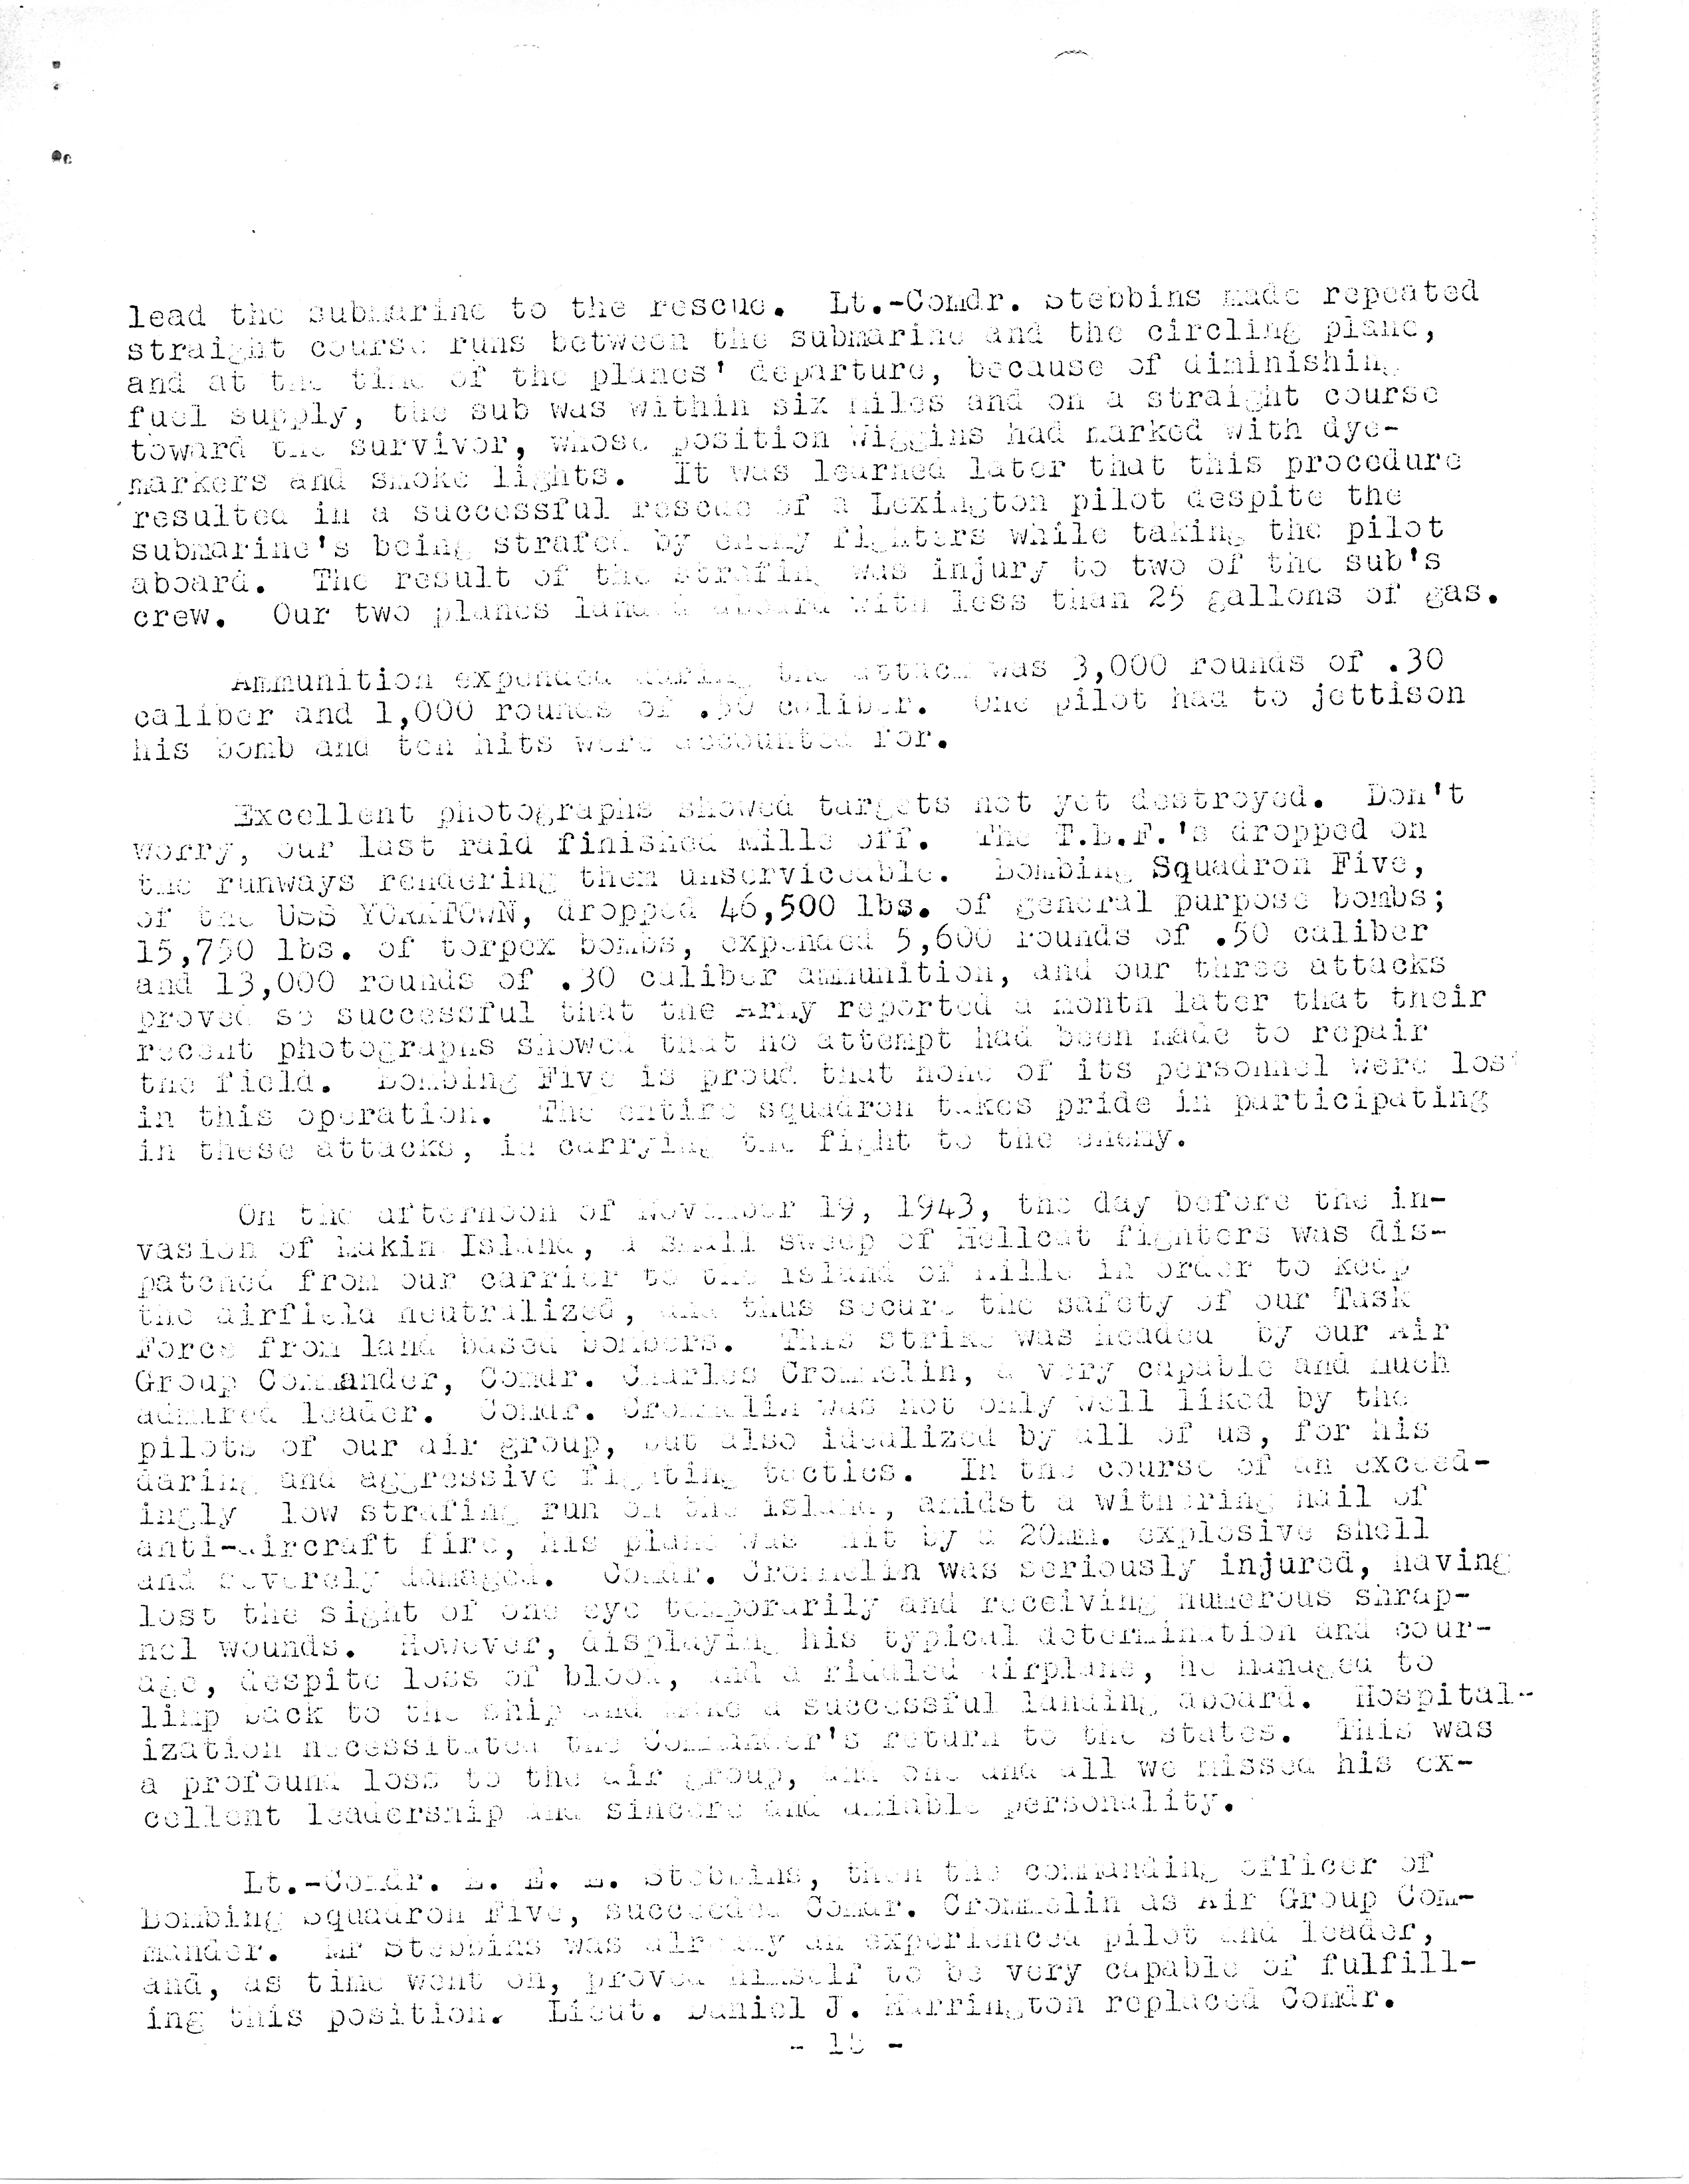 lead the submarine to the rescue. Lt.-Comdr. Stebbins made repeated
straight course runs between the submarine and the circling plane,
and at the time of the planes' departure, because of diminishing
fuel supply, the sub was within six miles and on a straight course
toward the survivor, whose position Wiggins had marked with dye-
markers and smoke lights. It was learned later that this procedure
resulted in a successful rescue of a Lexington pilot despite the
submarine's being strafed by enemy fighters while taking the pilot
aboard. The result of the strafing was injury to two of the sub's
crew. Our two planes landed aboard with less than 25 gallons of gas.

Ammunition expended during the attack was 3,000 rounds of .30
caliber and 1,000 rounds of .50 caliber. One pilot had to jettison
his bomb and ten hits were accounted for.

Excellent photographs showed targets not yet destroyed. Don't
worry, our last raid finished Mille off. The T.B.F.'s dropped on
the runways rendering them unserviceable. Bombing Squadron Five,
of the USS YORKTOWN, dropped 46,500 lbs. of general purpose bombs;
15,750 lbs. of torpex bombs, expended 5,600 rounds of .50 caliber
and 13,000 rounds of .30 caliber ammunition, and our three attacks
proved so successful that the Army reported a month later that their
recent photographs showed that no attempt had been made to repair
the field. Bombing Five is proud that none of its personnel were lost
in this operation. The entire squadron takes pride in participating
in these attacks, in carrying the fight to the enemy.

On the afternoon of November 19, 1943, the day before the in-
vasion of Makin Island, a small sweep of Hellcat fighters was dis-
patched from our carrier to the island of Mille in order to keep
the airfield neutralized, and thus secure the safety of our Task
Force from land based bombers. This strike was headed by our Air
Group Commander, Comdr. Charles Crommelin, a very capable and much
admired leader. Comdr. Crommelin was not only well liked by the
pilots of our air group, but also idealized by all of us, for his
daring and aggressive fighting tactics. In the course of an exceed-
ingly low strafing run on the island, amidst a withering hail of
anti-aircraft fire, his plane was hit by a 20mm. explosive shell
and severely damaged. Comdr. Crommelin was seriously injured, having
lost the sight of one eye temporarily and receiving numerous shrap-
nel wounds. However, displaying his typical determination and cour-
age, despite loss of blood, and a riddled airplane, he managed to
limp back to the ship and make a successful landing aboard. Hospital-
ization necessitated the Commander's return to the states. This was
a profound loss to the air group, and one and all we missed his ex-
cellent leadership and sincere and amiable personality.

Lt.-Comdr. E. E. Stebbins, then the commanding officer of
Bombing Squadron Five, succeeded Comdr. Crommelin as Air Group Com-
mander. Mr Stebbins was already an experienced pilot and leader,
and, as time went on, proved himself to be very capable of fulfill-
ing this position. Lieut. Daniel J. Harrington replaced Comdr.